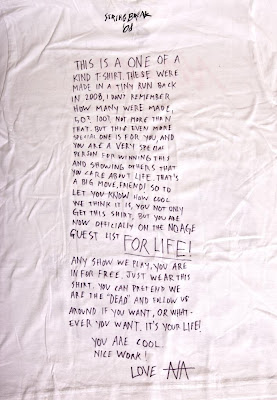 SPRING BREAK
'08
THIS IS A ONE OF A
KIND T-SHIRT. THESE WERE
MADE IN A TINY RUN BACK
IN 2008, I DON'T REMEMBER
HOW MANY WERE MADE,
50?, 100? NOT MORE THAN
THAT. BUT THIS EVEN MORE
SPECIAL ONE IS FOR YOU, AND
YOU ARE A VERY SPECIAL
PERSON FOR WINNING THIS
AND SHOWING OTHERS THAT
YOU CARE ABOUT LIFE. THAT'S
A BIG MOVE, FRIEND! SO TO
LET YOU KNOW HOW COOL
WE THINK IT IS, YOU NOT ONLY
GET THIS SHIRT, BUT YOU ARE
NOW OFFICIALLY ON THE NO AGE
GUEST LIST FOR LIFE!
ANY SHOW WE PLAY, YOU ARE
IN FOR FREE. JUST WEAR THIS
SHIRT. YOU CAN PRETEND WE
ARE THE "DEAD" AND FOLLOW US
AROUND IF YOU WANT, OR WHAT-
EVER YOU WANT, IT'S YOUR LIFE!
YOU ARE COOL.
NICE WORK!
LOVE NA